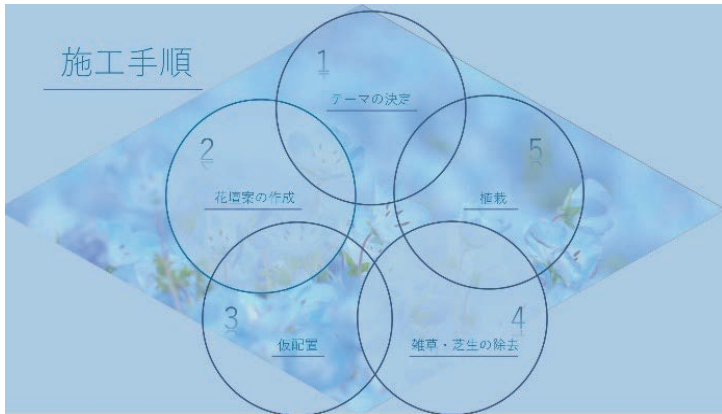 施工手順
1
テーマの決定
2
花壇案の作成
3
仮配置
4
雑草・芝生の除去
5
植栽